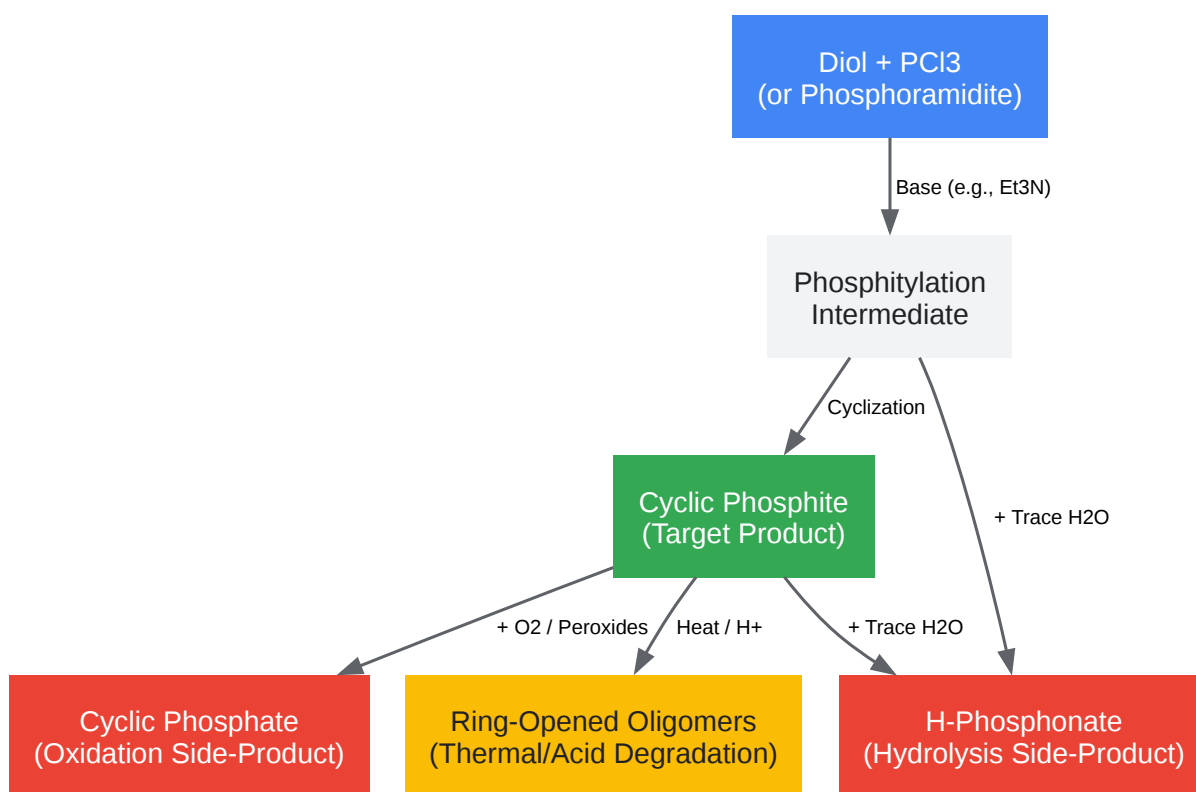 Diol + PCl3
(or Phosphoramidite)
Base (e.g., Et3N)
Phosphitylation
Intermediate
Cyclization
Cyclic Phosphite
(Target Product)
+ Trace H2O
+ O2 / Peroxides
Heat / H+
+ Trace H2O
Cyclic Phosphate
(Oxidation Side-Product)
Ring-Opened Oligomers
(Thermal/Acid Degradation)
H-Phosphonate
(Hydrolysis Side-Product)